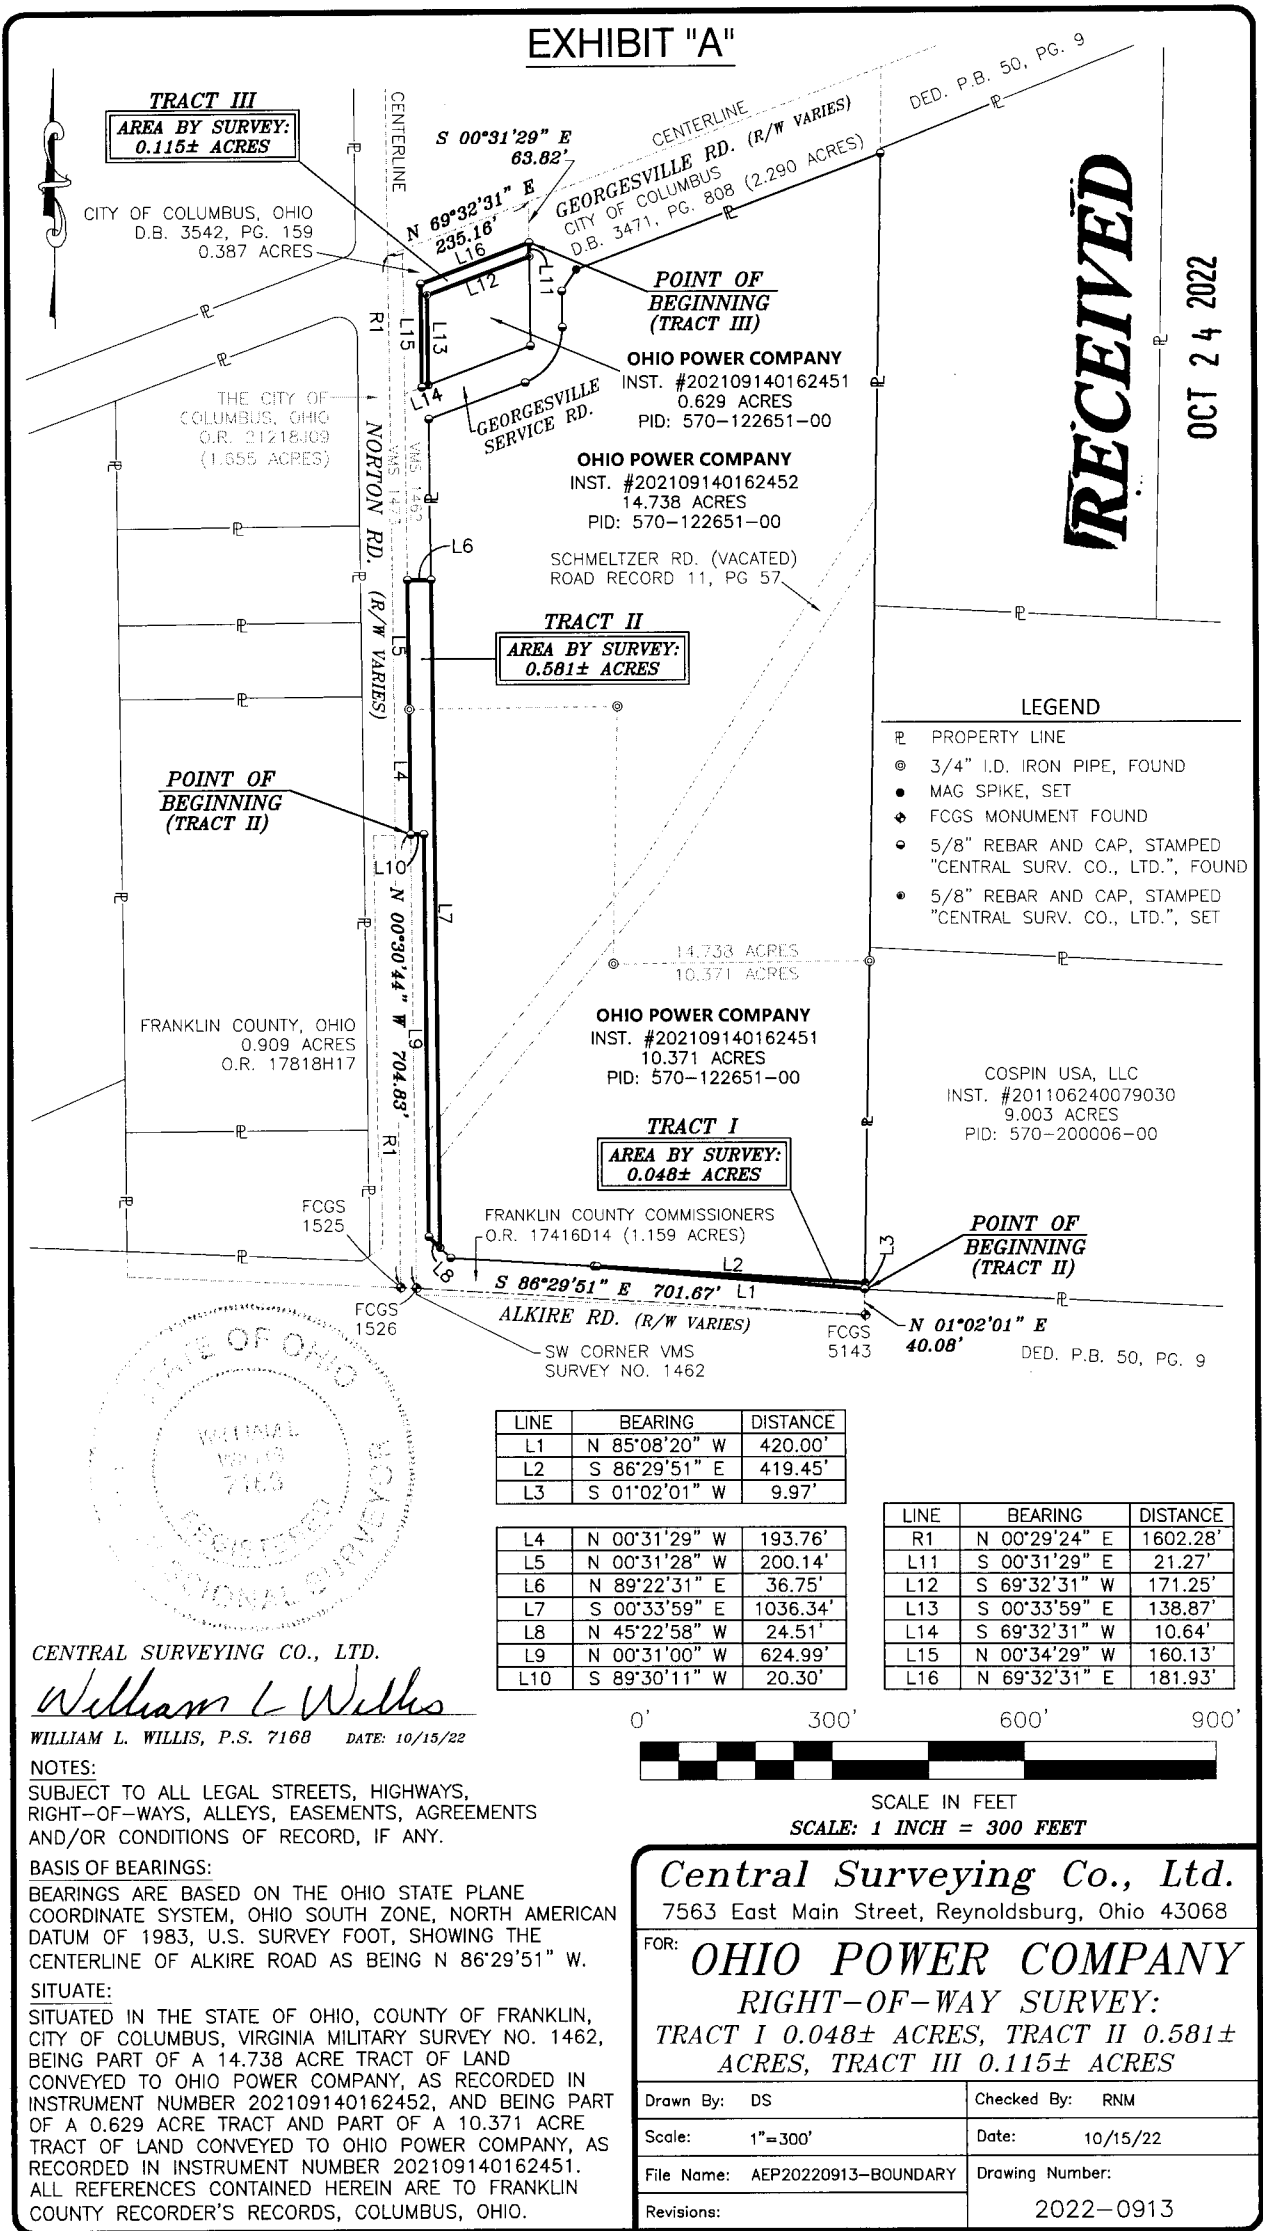 EXHIBIT "A"
TRACT III
AREA BY SURVEY:
0.115± ACRES
CENTERLINE
S 00°31'29" E
63.82'
CENTERLINE
GEORGESVILLE RD. (R/W VARIES)
CITY OF COLUMBUS
D.B. 3471, PG. 808 (2.290 ACRES)
DED. P.B. 50, PG. 9
CITY OF COLUMBUS, OHIO
D.B. 3542, PG. 159
0.387 ACRES
N 69°32'31" E
235.16'
L16
L12
L11
L15
L13
L14
R1
POINT OF
BEGINNING
(TRACT III)
RECEIVED
OCT 24 2022
OHIO POWER COMPANY
INST. #202109140162451
0.629 ACRES
PID: 570-122651-00
GEORGESVILLE
SERVICE RD.
THE CITY OF
COLUMBUS, OHIO
O.R. 21218J09
(1.655 ACRES)
NORTON RD. (R/W VARIES)
VMS 1462
OHIO POWER COMPANY
INST. #202109140162452
14.738 ACRES
PID: 570-122651-00
SCHMELTZER RD. (VACATED)
ROAD RECORD 11, PG 57
L6
TRACT II
AREA BY SURVEY:
0.581± ACRES
L5
L4
LEGEND
PROPERTY LINE
3/4" I.D. IRON PIPE, FOUND
MAG SPIKE, SET
FCGS MONUMENT FOUND
5/8" REBAR AND CAP, STAMPED
"CENTRAL SURV. CO., LTD.", FOUND
5/8" REBAR AND CAP, STAMPED
"CENTRAL SURV. CO., LTD.", SET
POINT OF
BEGINNING
(TRACT II)
L10
L7
N 00°30'44" W 704.83'
L9
R1
14.738 ACRES
10.371 ACRES
OHIO POWER COMPANY
INST. #202109140162451
10.371 ACRES
PID: 570-122651-00
FRANKLIN COUNTY, OHIO
0.909 ACRES
O.R. 17818H17
COSPIN USA, LLC
INST. #201106240079030
9.003 ACRES
PID: 570-200006-00
TRACT I
AREA BY SURVEY:
0.048± ACRES
FCGS
1525
FRANKLIN COUNTY COMMISSIONERS
O.R. 17416D14 (1.159 ACRES)
L8
L2
L3
POINT OF
BEGINNING
(TRACT II)
S 86°29'51" E 701.67' L1
ALKIRE RD. (R/W VARIES)
FCGS
1526
SW CORNER VMS
SURVEY NO. 1462
FCGS
5143
N 01°02'01" E
40.08'
DED. P.B. 50, PG. 9
STATE OF OHIO
REGISTERED
SURVEYOR
LINE BEARING DISTANCE
L1 N 85°08'20" W 420.00'
L2 S 86°29'51" E 419.45'
L3 S 01°02'01" W 9.97'
L4 N 00°31'29" W 193.76'
L5 N 00°31'28" W 200.14'
L6 N 89°22'31" E 36.75'
L7 S 00°33'59" E 1036.34'
L8 N 45°22'58" W 24.51'
L9 N 00°31'00" W 624.99'
L10 S 89°30'11" W 20.30'
LINE BEARING DISTANCE
R1 N 00°29'24" E 1602.28'
L11 S 00°31'29" E 21.27'
L12 S 69°32'31" W 171.25'
L13 S 00°33'59" E 138.87'
L14 S 69°32'31" W 10.64'
L15 N 00°34'29" W 160.13'
L16 N 69°32'31" E 181.93'
CENTRAL SURVEYING CO., LTD.
William L Willis
WILLIAM L. WILLIS, P.S. 7168 DATE: 10/15/22
0' 300' 600' 900'
SCALE IN FEET
SCALE: 1 INCH = 300 FEET
NOTES:
SUBJECT TO ALL LEGAL STREETS, HIGHWAYS,
RIGHT-OF-WAYS, ALLEYS, EASEMENTS, AGREEMENTS
AND/OR CONDITIONS OF RECORD, IF ANY.
BASIS OF BEARINGS:
BEARINGS ARE BASED ON THE OHIO STATE PLANE
COORDINATE SYSTEM, OHIO SOUTH ZONE, NORTH AMERICAN
DATUM OF 1983, U.S. SURVEY FOOT, SHOWING THE
CENTERLINE OF ALKIRE ROAD AS BEING N 86°29'51" W.
SITUATE:
SITUATED IN THE STATE OF OHIO, COUNTY OF FRANKLIN,
CITY OF COLUMBUS, VIRGINIA MILITARY SURVEY NO. 1462,
BEING PART OF A 14.738 ACRE TRACT OF LAND
CONVEYED TO OHIO POWER COMPANY, AS RECORDED IN
INSTRUMENT NUMBER 202109140162452, AND BEING PART
OF A 0.629 ACRE TRACT AND PART OF A 10.371 ACRE
TRACT OF LAND CONVEYED TO OHIO POWER COMPANY, AS
RECORDED IN INSTRUMENT NUMBER 202109140162451.
ALL REFERENCES CONTAINED HEREIN ARE TO FRANKLIN
COUNTY RECORDER'S RECORDS, COLUMBUS, OHIO.
Central Surveying Co., Ltd.
7563 East Main Street, Reynoldsburg, Ohio 43068
FOR: OHIO POWER COMPANY
RIGHT-OF-WAY SURVEY:
TRACT I 0.048± ACRES, TRACT II 0.581±
ACRES, TRACT III 0.115± ACRES
Drawn By: DS
Checked By: RNM
Scale: 1"=300'
Date: 10/15/22
File Name: AEP20220913-BOUNDARY
Drawing Number:
2022-0913
Revisions: